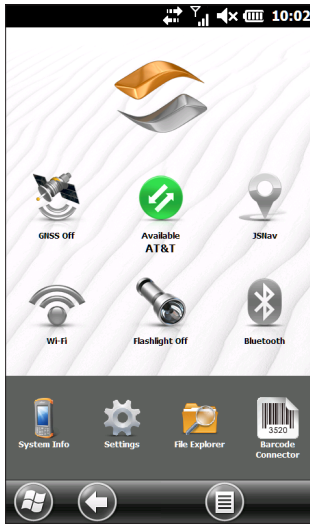 10:02
GNSS Off
Available
AT&T
JSNav
Wi-Fi
Flashlight Off
Bluetooth
System Info
Settings
File Explorer
3520
Barcode
Connector